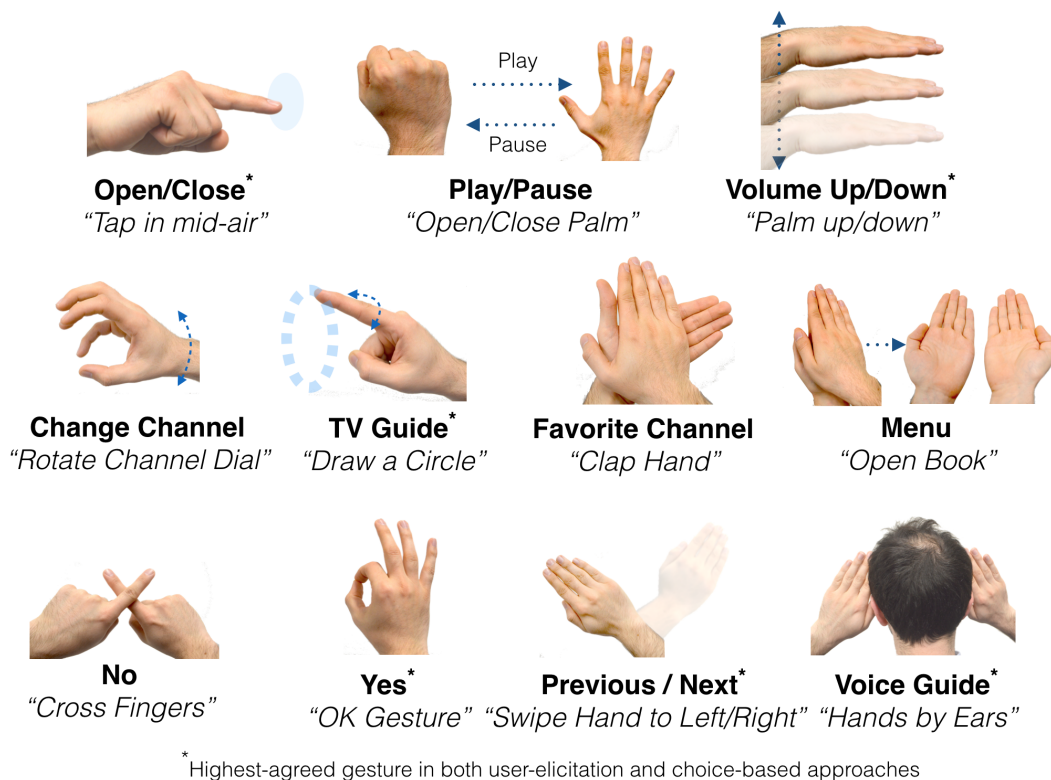 Play
Pause
Open/Close*
“Tap in mid-air”
Play/Pause
“Open/Close Palm”
Volume Up/Down*
“Palm up/down”
Change Channel
“Rotate Channel Dial”
TV Guide*
“Draw a Circle”
Favorite Channel
“Clap Hand”
Menu
“Open Book”
No
“Cross Fingers”
Yes*
“OK Gesture”
Previous / Next*
“Swipe Hand to Left/Right”
Voice Guide*
“Hands by Ears”
*Highest-agreed gesture in both user-elicitation and choice-based approaches